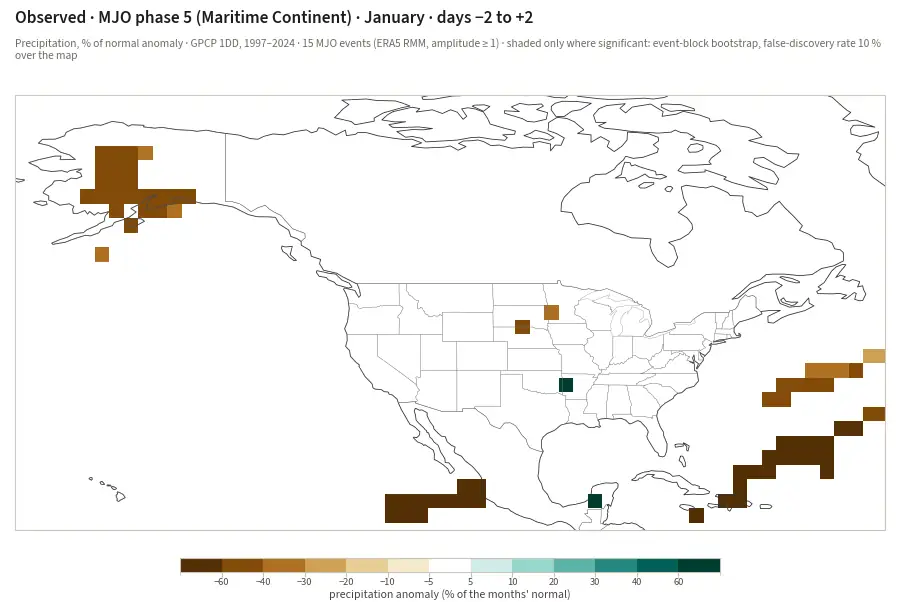 Observed · MJO phase 5 (Maritime Continent) · January · days −2 to +2
Precipitation, % of normal anomaly · GPCP 1DD, 1997–2024 · 15 MJO events (ERA5 RMM, amplitude ≥ 1) · shaded only where significant: event-block bootstrap, false-discovery rate 10 %
over the map
−60 −40 −30 −20 −10 −5 5 10 20 30 40 60
precipitation anomaly (% of the months' normal)